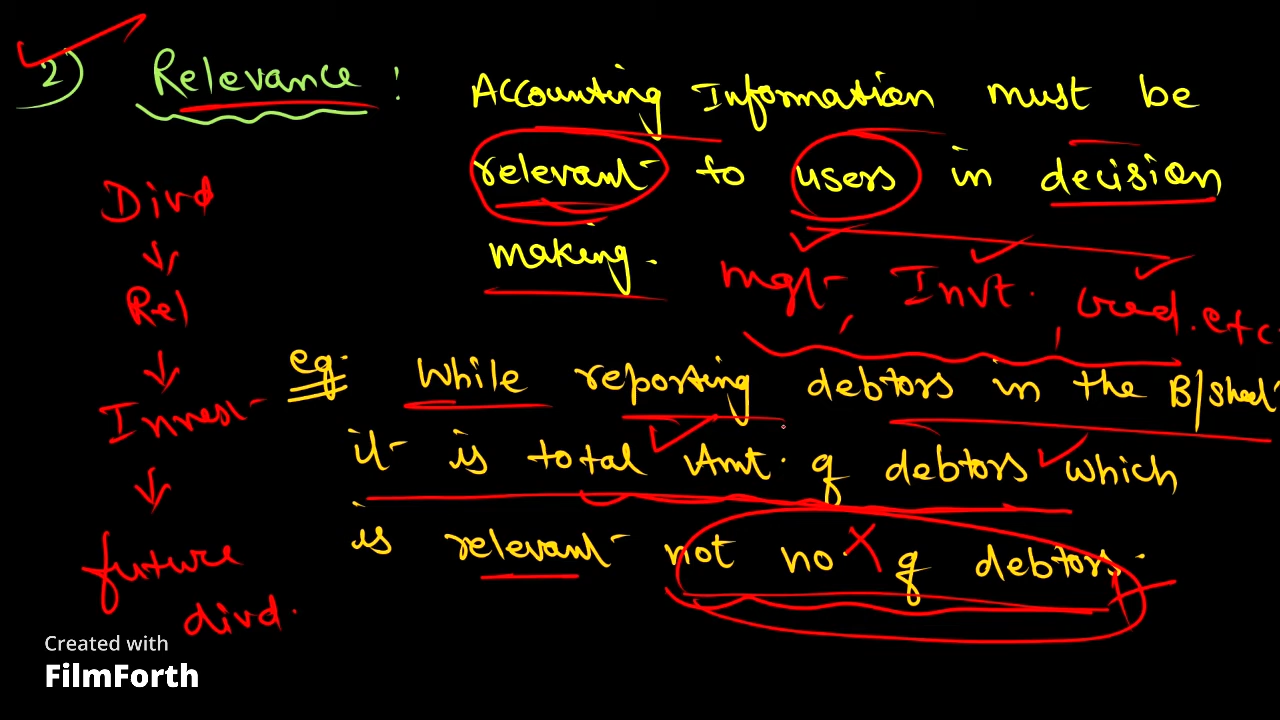 2) Relevance : Accounting Information must be
relevant to users in decision
making.
mgt, Invt., cred. etc.
eg. While reporting debtors in the B/Sheet
it is total Amt. of debtors which
is relevant not no. of debtors.
Divd
Rel
Invest
future
divd.
Created with
FilmForth